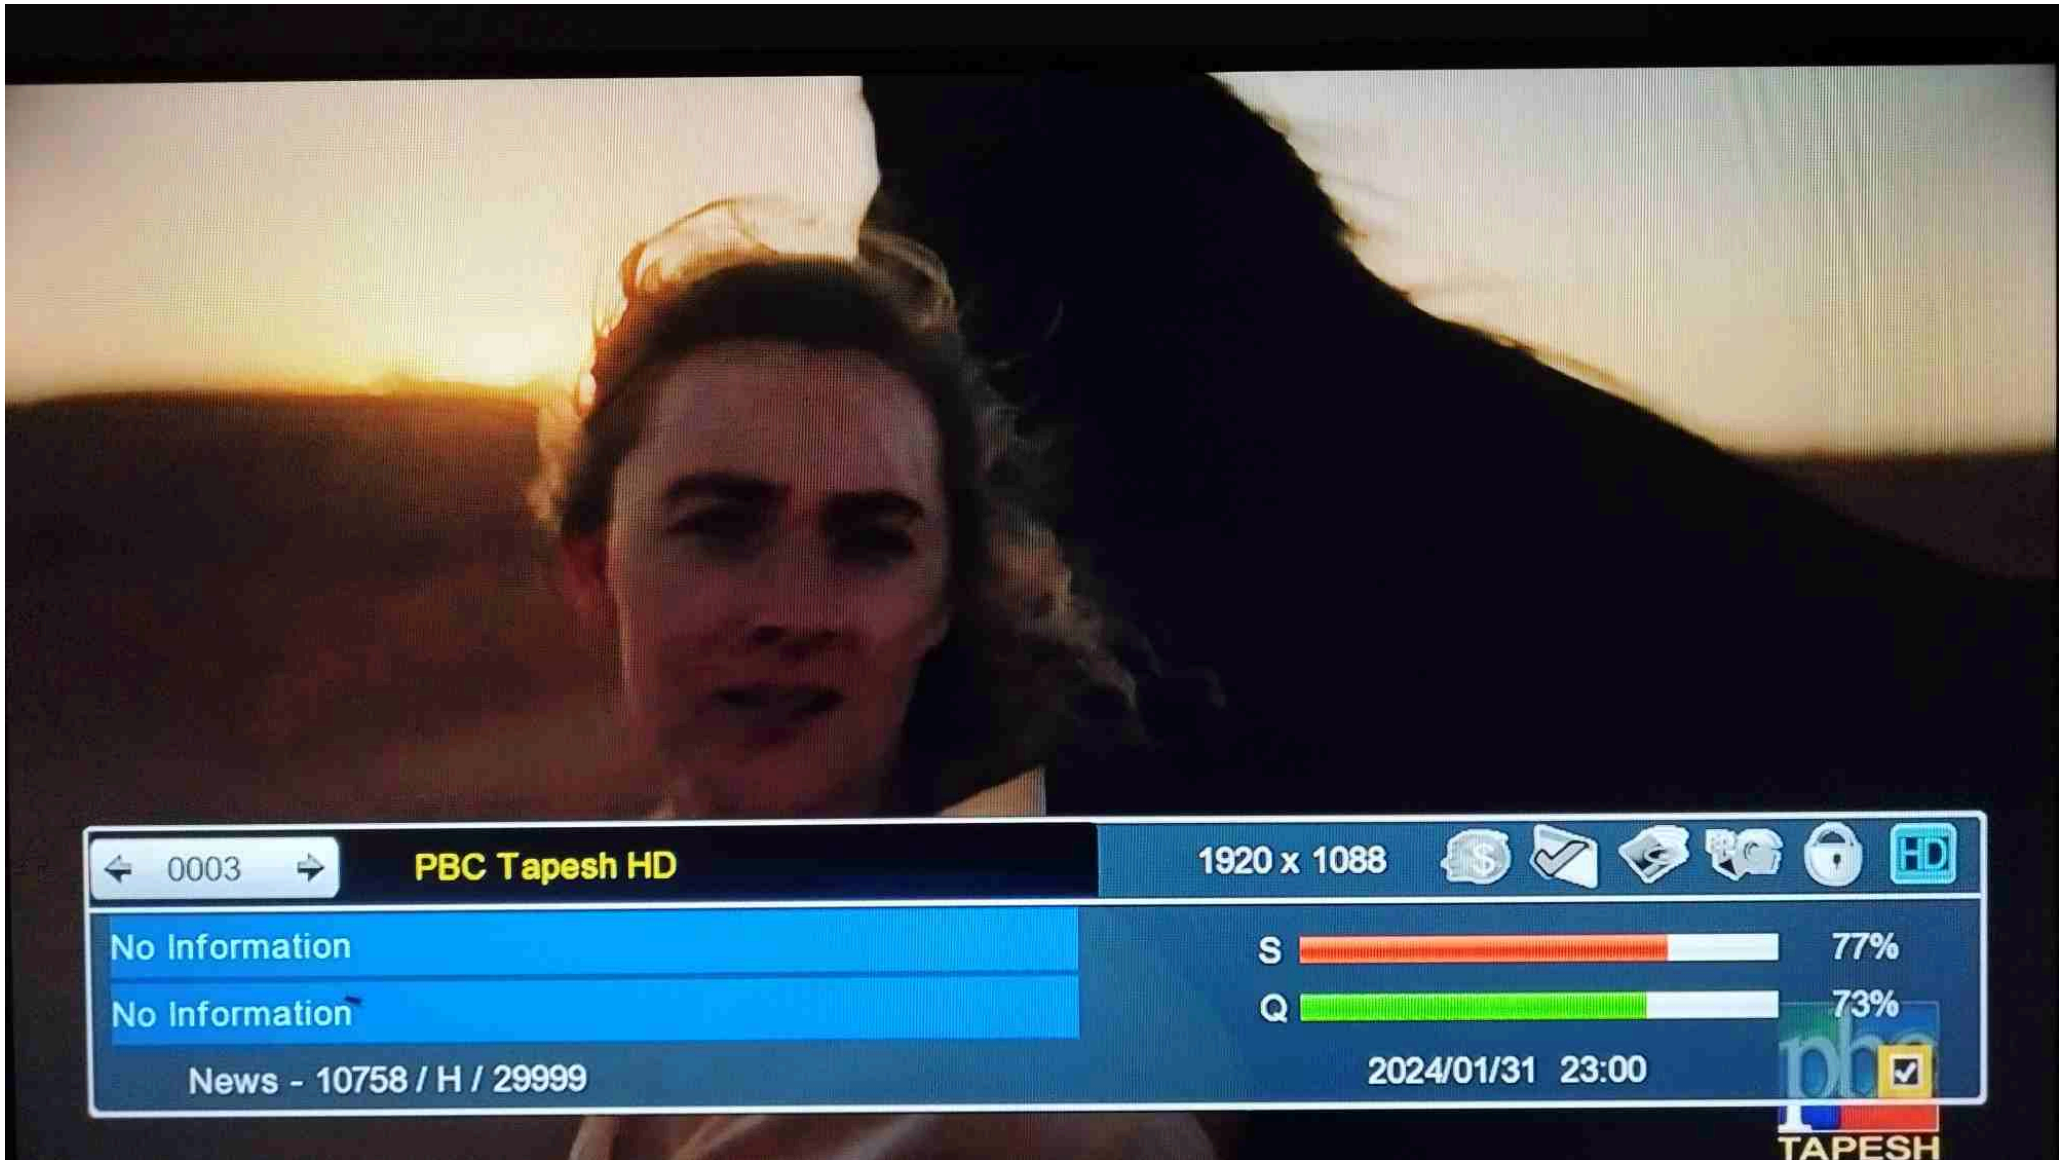 0003
PBC Tapesh HD
1920 x 1088
$
HD
No Information
S
77%
No Information
Q
73%
News - 10758 / H / 29999
2024/01/31 23:00
pbc
TAPESH